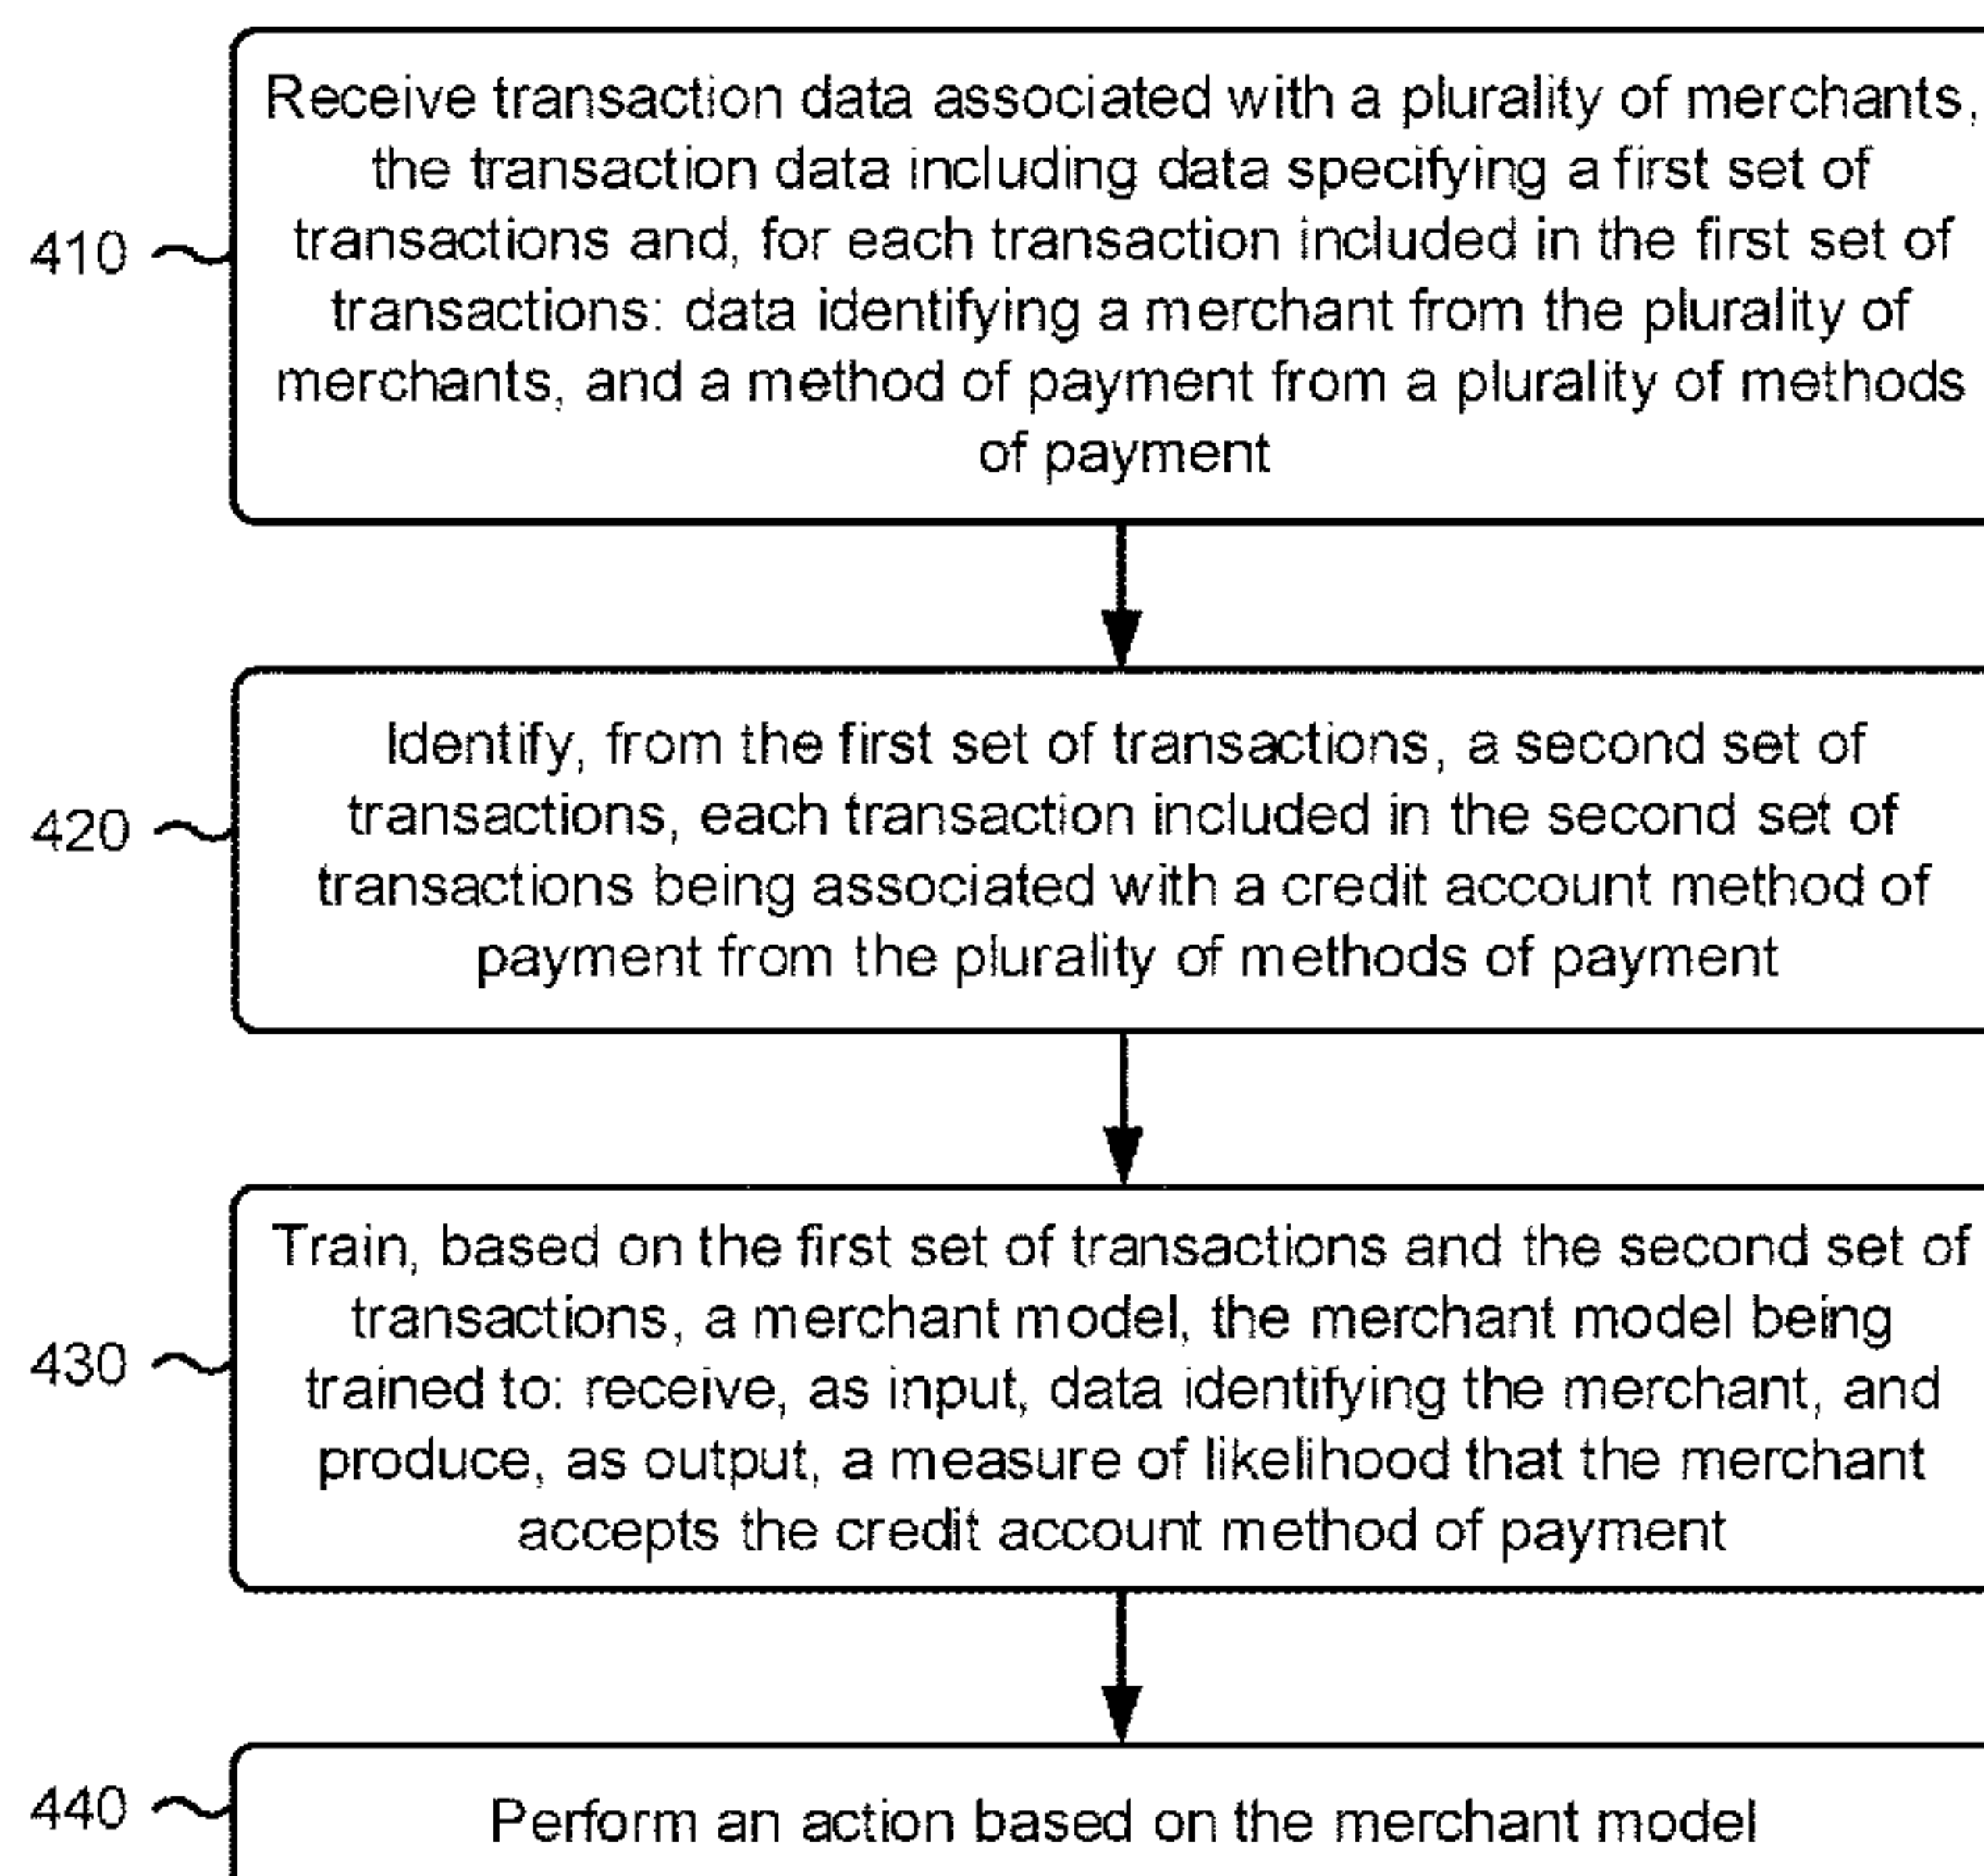 Receive transaction data associated with a plurality of merchants,
the transaction data including data specifying a first set of
transactions and, for each transaction included in the first set of
410
transactions: data identifying a merchant from the plurality of
merchants, and a method of payment from a plurality of methods
of payment
Identify, from the first set of transactions, a second set of
transactions, each transaction included in the second set of
420
transactions being associated with a credit account method of
payment from the plurality of methods of payment
Train, based on the first set of transactions and the second set of
transactions, a merchant model, the merchant model being
430
trained to: receive, as input, data identifying the merchant, and
produce, as output, a measure of likelihood that the merchant
accepts the credit account method of payment
440
Perform an action based on the merchant model